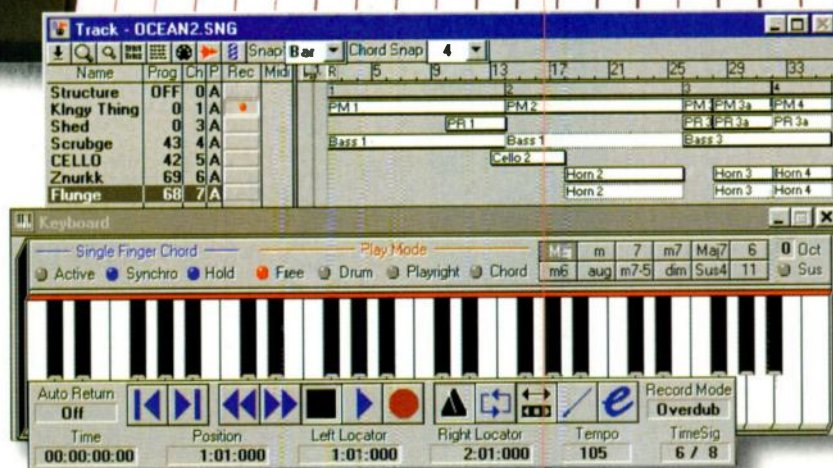 Track - OCEAN2.SNG
Snap Bar Chord Snap 4
Name Prog Ch P Rec Midi R 5 9 13 17 21 25 29 33
1 2 3 4
Structure OFF 0 A
KIngy Thing 0 1 A PM 1 PM 2 PM 3 PM 3a PM 4
Shed 0 3 A PR 1 PR 3 PR 3a PR 3a
Scrubge 43 4 A Bass 1 Bass 1 Bass 3
CELLO 42 5 A Cello 2
Znurkk 69 6 A Horn 2 Horn 3 Horn 4
Flunge 68 7 A Horn 2 Horn 3 Horn 4
Keyboard
Single Finger Chord Play Mode
Maj m 7 m7 Maj7 6 0 Oct
Active Synchro Hold Free Drum Playright Chord m6 aug m7-5 dim Sus4 11 Sus
Auto Return Record Mode
Off e Overdub
Time Position Left Locator Right Locator Tempo TimeSig
00:00:00:00 1:01:000 1:01:000 2:01:000 105 6 / 8